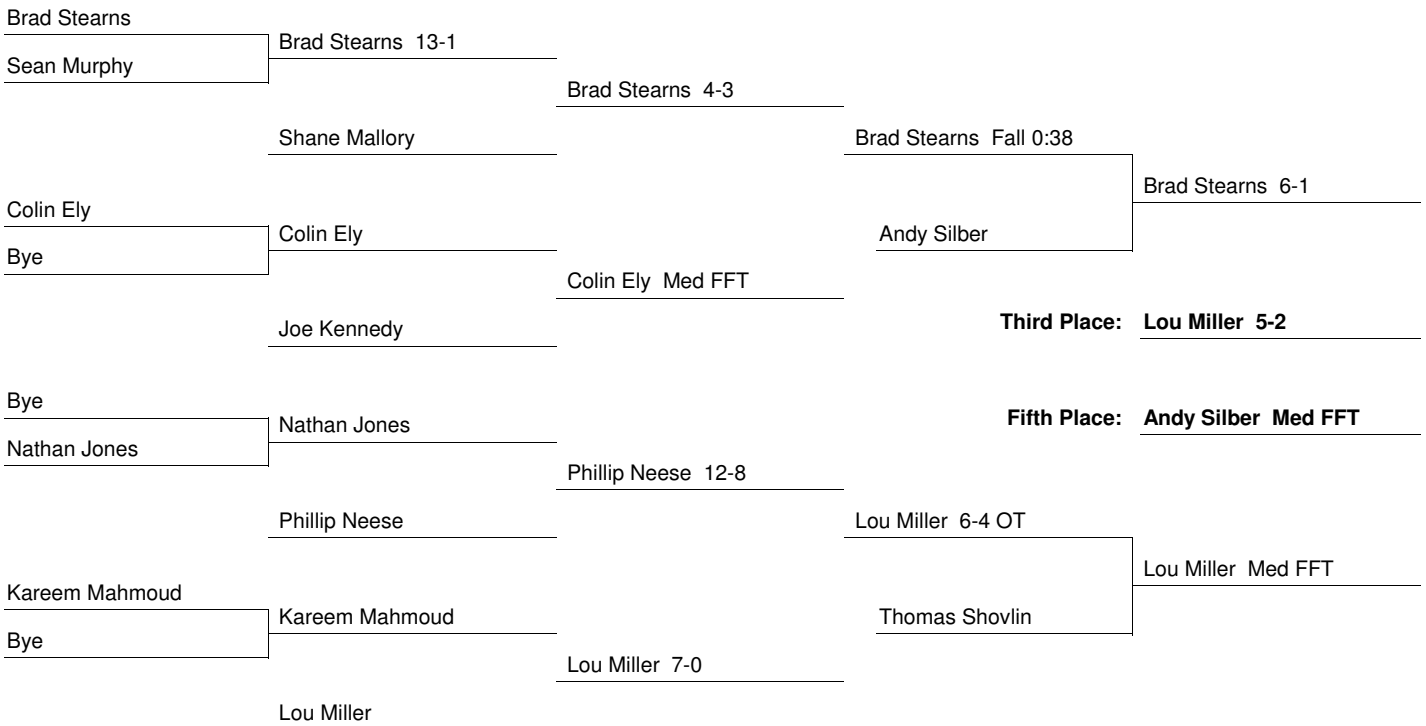 Brad Stearns
Sean Murphy
Brad Stearns 13-1
Shane Mallory
Brad Stearns 4-3
Colin Ely
Bye
Colin Ely
Joe Kennedy
Colin Ely Med FFT
Brad Stearns Fall 0:38
Andy Silber
Brad Stearns 6-1
Third Place: Lou Miller 5-2
Fifth Place: Andy Silber Med FFT
Bye
Nathan Jones
Nathan Jones
Phillip Neese
Phillip Neese 12-8
Kareem Mahmoud
Bye
Kareem Mahmoud
Lou Miller
Lou Miller 7-0
Lou Miller 6-4 OT
Thomas Shovlin
Lou Miller Med FFT